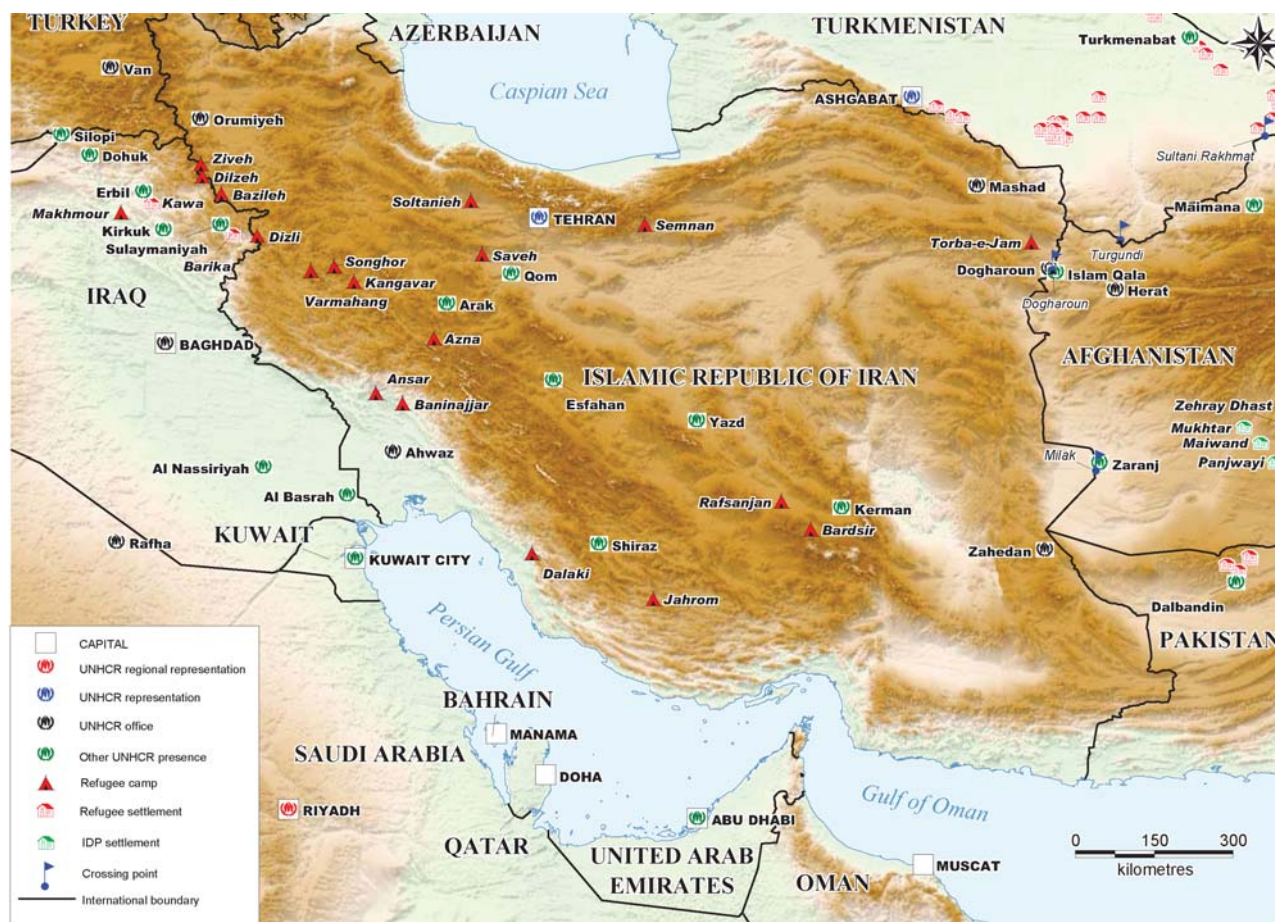 TURKEY
AZERBAIJAN
TURKMENISTAN
Turkmenabat
Van
Caspian Sea
ASHGABAT
Orumiyeh
Silopi
Dohuk
Sultani Rakhmat
Ziveh
Dilzeh
Bazileh
Erbil
Kawa
Makhmour
Kirkuk
Sulaymaniyah
Dizli
Barika
Soltanieh
TEHRAN
Semnan
Mashad
Maimana
Torba-e-Jam
Turgundi
Dogharoun
Islam Qala
Dogharoun
Herat
Saveh
Qom
Songhor
Kangavar
Varmahang
Arak
IRAQ
BAGHDAD
Azna
AFGHANISTAN
ISLAMIC REPUBLIC OF IRAN
Ansar
Baninajjar
Esfahan
Yazd
Zehray Dhast
Mukhtar
Maiwand
Panjwayi
Ahwaz
Milak
Zaranj
Al Nassiriyah
Al Basrah
Rafsanjan
Kerman
Bardsir
KUWAIT
Rafha
KUWAIT CITY
Shiraz
Dalaki
Zahedan
Jahrom
Dalbandin
PAKISTAN
Persian Gulf
BAHRAIN
MANAMA
SAUDI ARABIA
DOHA
RIYADH
QATAR
ABU DHABI
UNITED ARAB
EMIRATES
Gulf of Oman
OMAN
MUSCAT
0 150 300
kilometres
CAPITAL
UNHCR regional representation
UNHCR representation
UNHCR office
Other UNHCR presence
Refugee camp
Refugee settlement
IDP settlement
Crossing point
International boundary